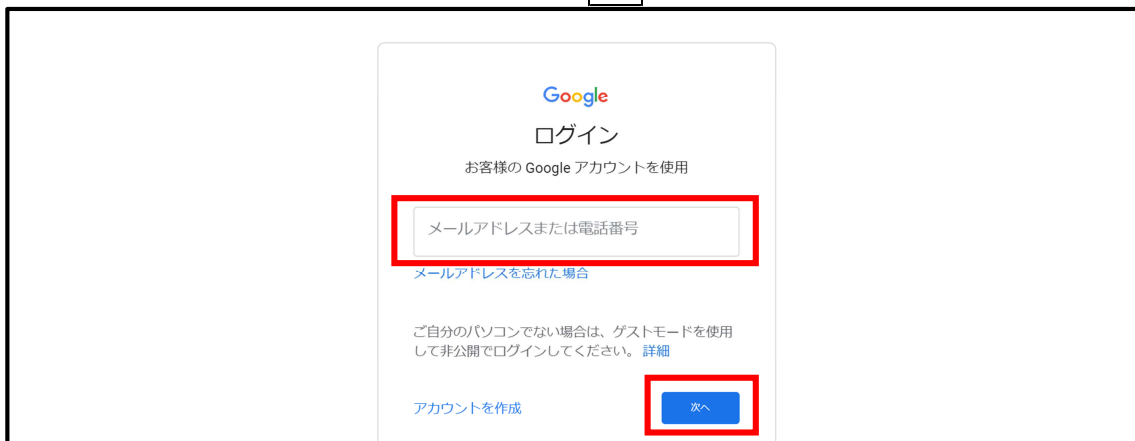 Google
ログイン
お客様の Google アカウントを使用
メールアドレスまたは電話番号
メールアドレスを忘れた場合
ご自分のパソコンでない場合は、ゲストモードを使用
して非公開でログインしてください。 詳細
アカウントを作成
次へ